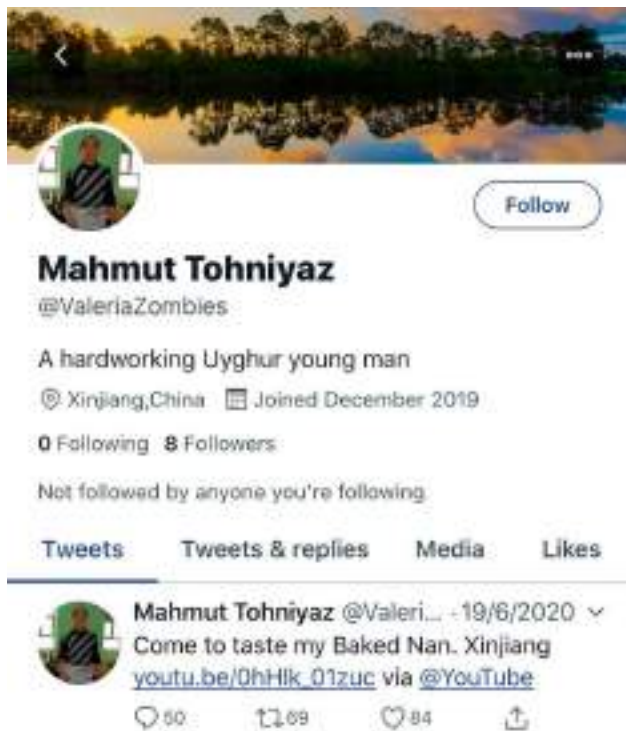 Follow
Mahmut Tohniyaz
@ValeriaZombies
A hardworking Uyghur young man
Xinjiang,China Joined December 2019
0 Following 8 Followers
Not followed by anyone you're following
Tweets Tweets & replies Media Likes
Mahmut Tohniyaz @Valeri... · 19/6/2020
Come to taste my Baked Nan. Xinjiang
youtu.be/0hHlk_01zuc via @YouTube
50 69 84